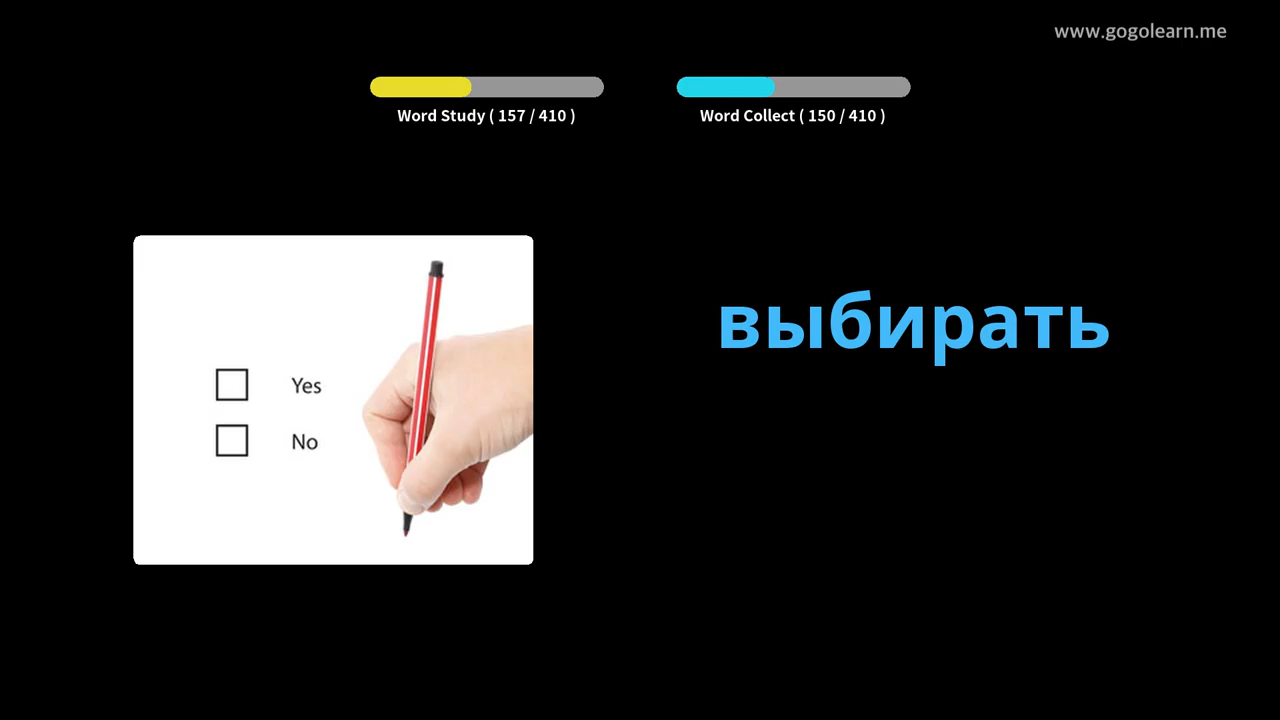 www.gogolearn.me
Word Study ( 157 / 410 )
Word Collect ( 150 / 410 )
выбирать
Yes
No